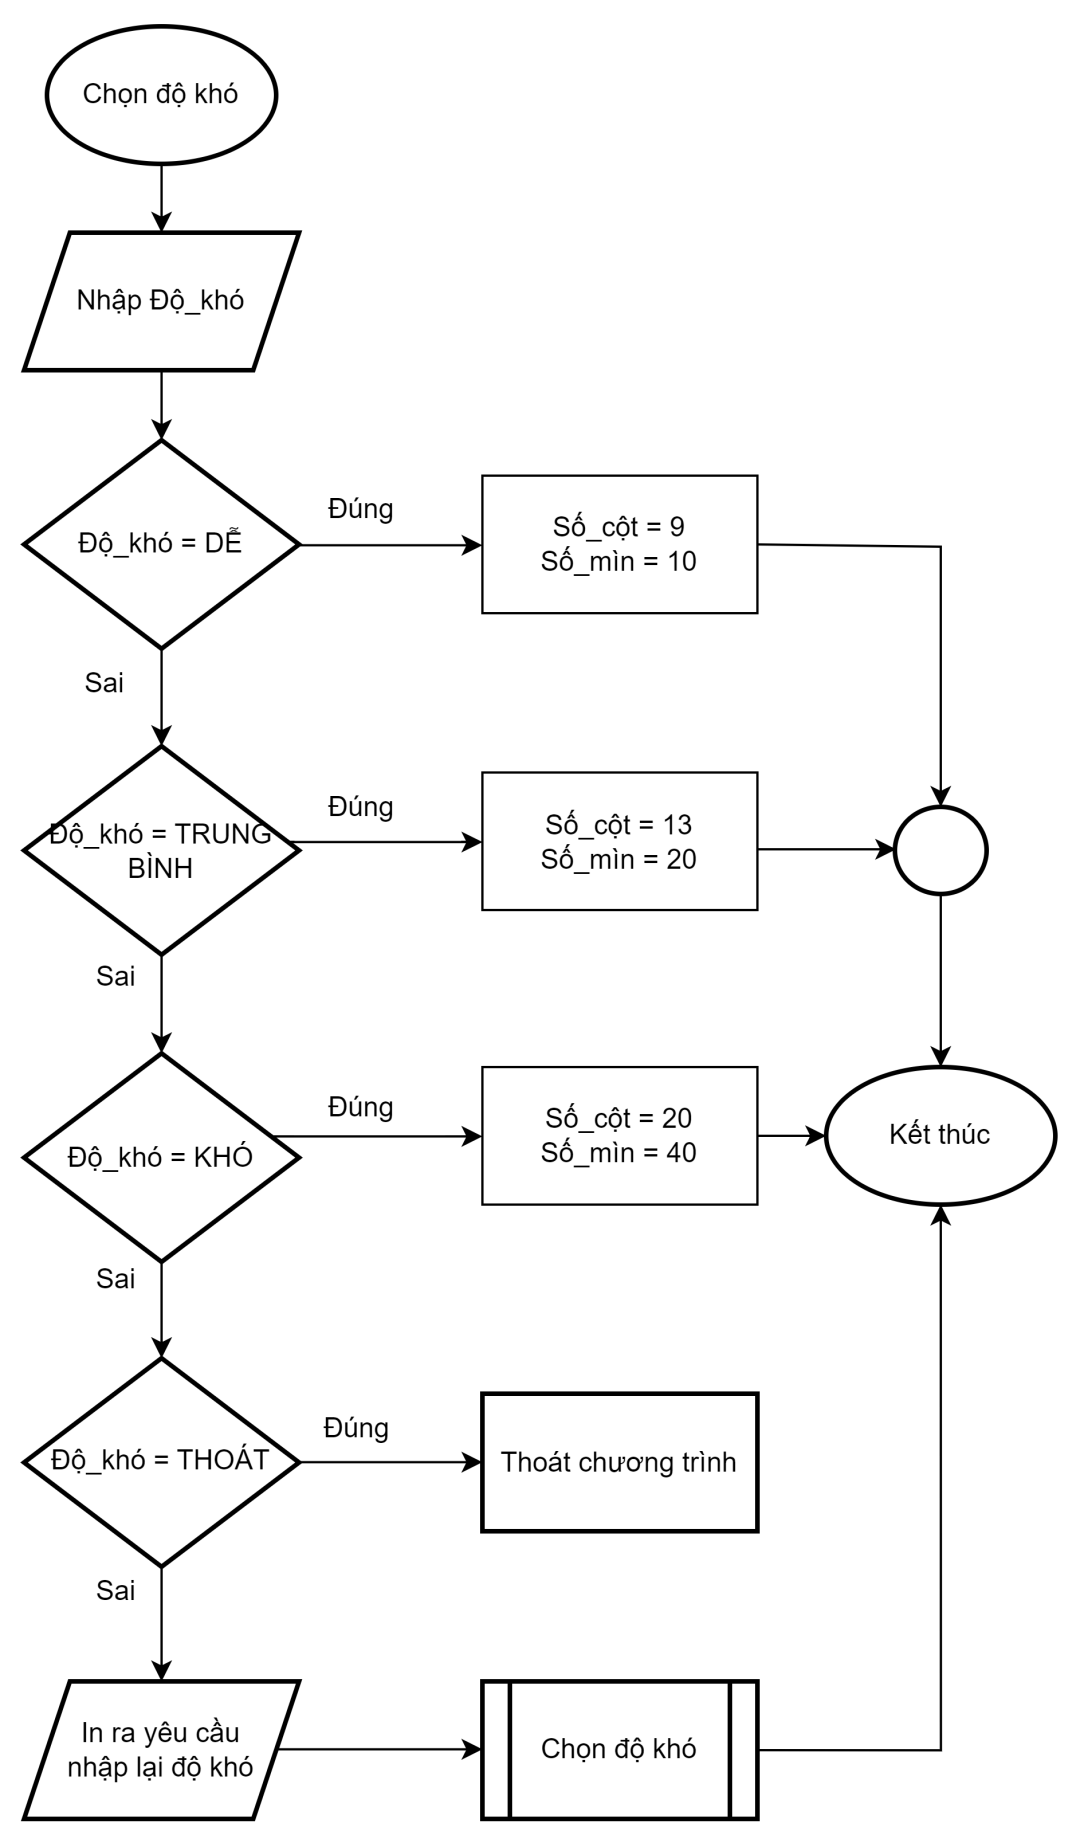 Chọn độ khó
Nhập Độ_khó
Độ_khó = DỄ
Đúng
Số_cột = 9
Số_mìn = 10
Sai
Độ_khó = TRUNG
BÌNH
Đúng
Số_cột = 13
Số_mìn = 20
Sai
Độ_khó = KHÓ
Đúng
Số_cột = 20
Số_mìn = 40
Kết thúc
Sai
Độ_khó = THOÁT
Đúng
Thoát chương trình
Sai
In ra yêu cầu
nhập lại độ khó
Chọn độ khó